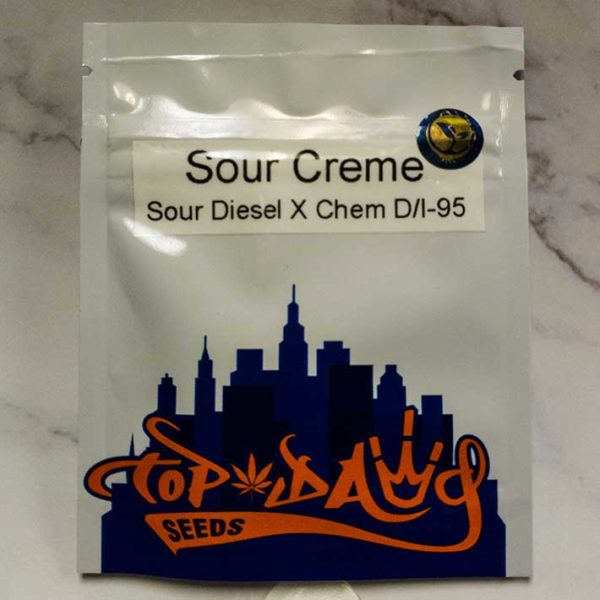 Sour Creme
Sour Diesel X Chem D/I-95
TOP DAWG
SEEDS